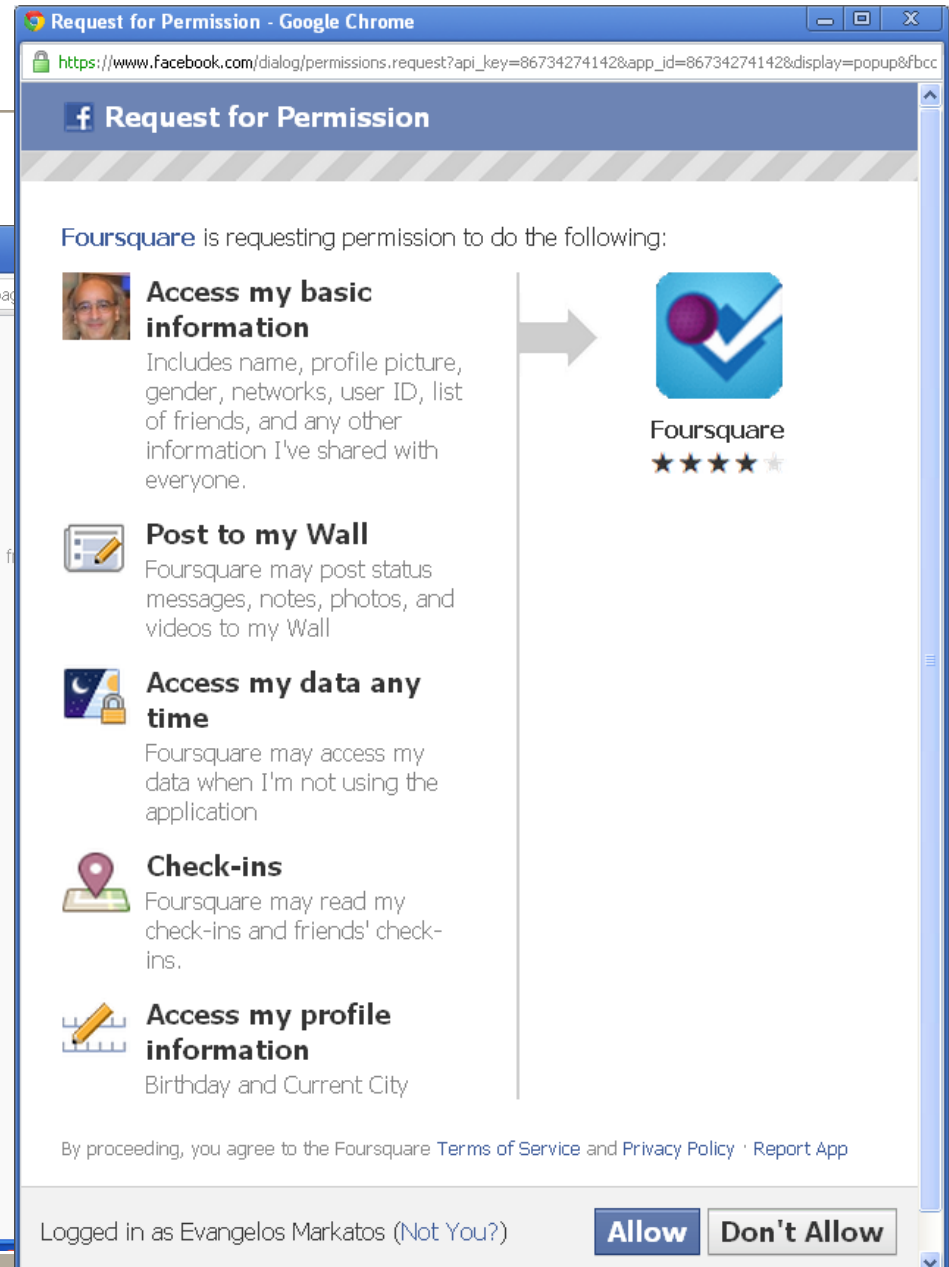 Request for Permission - Google Chrome
https://www.facebook.com/dialog/permissions.request?api_key=86734274142&app_id=86734274142&display=popup&fbcc
f Request for Permission
Foursquare is requesting permission to do the following:
Access my basic
information
Includes name, profile picture,
gender, networks, user ID, list
of friends, and any other
information I've shared with
everyone.
Foursquare
Post to my Wall
Foursquare may post status
messages, notes, photos, and
videos to my Wall
Access my data any
time
Foursquare may access my
data when I'm not using the
application
Check-ins
Foursquare may read my
check-ins and friends' check-
ins.
Access my profile
information
Birthday and Current City
By proceeding, you agree to the Foursquare Terms of Service and Privacy Policy · Report App
Logged in as Evangelos Markatos (Not You?)
Allow
Don't Allow